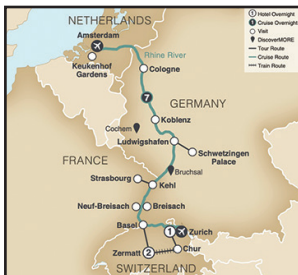 NETHERLANDS
Amsterdam
Keukenhof
Gardens
1 Hotel Overnight
# Cruise Overnight
Visit
DiscoverMORE
Tour Route
Cruise Route
Train Route
Rhine River
Cologne
7
GERMANY
Koblenz
Cochem
Ludwigshafen
Schwetzingen
Palace
FRANCE
Bruchsal
Strasbourg
Kehl
Neuf-Breisach
Breisach
Basel
1
Zurich
Zermatt
2
Chur
SWITZERLAND